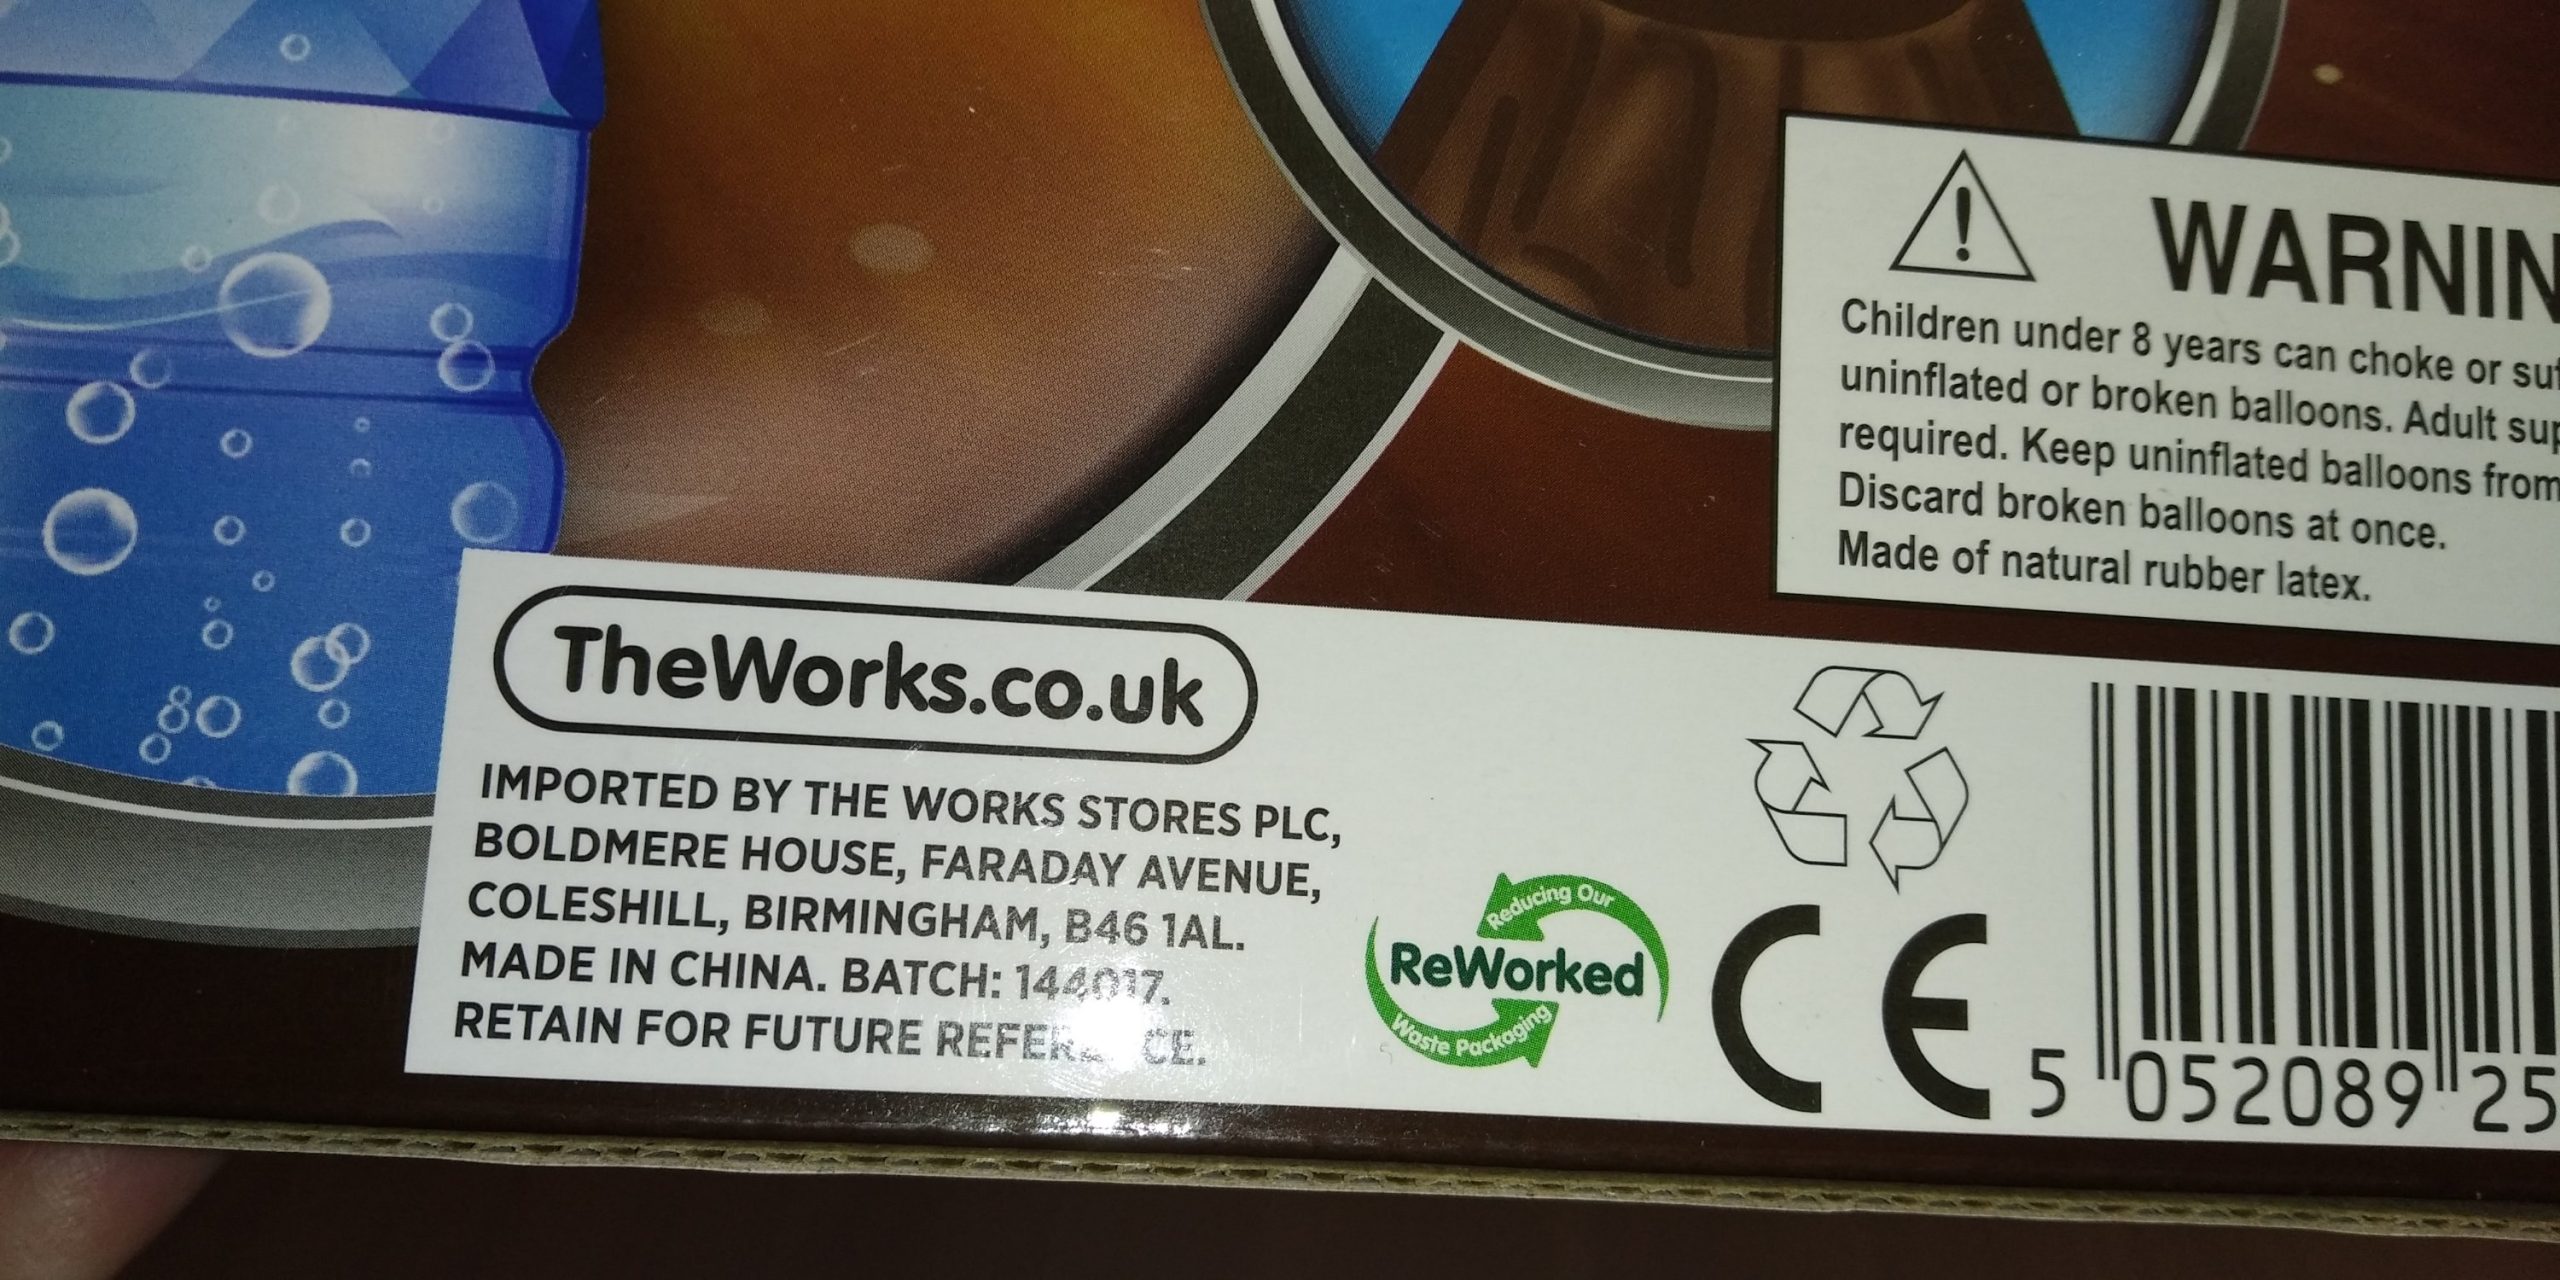 WARNIN
Children under 8 years can choke or
uninflated or broken balloons. Adult
required. Keep uninflated balloons from
Discard broken balloons at once.
Made of natural rubber latex.
TheWorks.co.uk
IMPORTED BY THE WORKS STORES PLC,
BOLDMERE HOUSE, FARADAY AVENUE,
COLESHILL, BIRMINGHAM, B46 1AL.
MADE IN CHINA. BATCH: 144017.
RETAIN FOR FUTURE REFERENCE.
Reducing Our
ReWorked
Waste Packaging
CE
5 052089 25